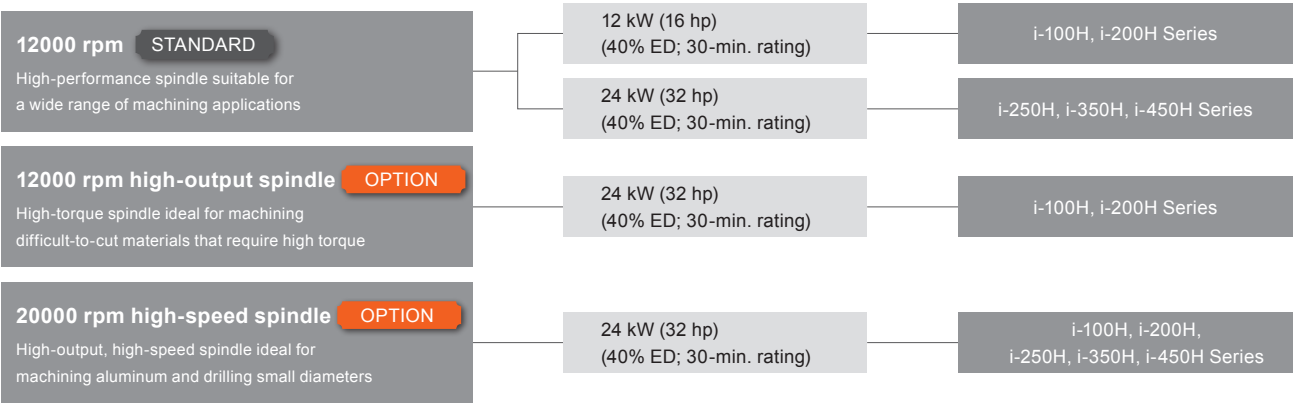 12000 rpm STANDARD
High-performance spindle suitable for
a wide range of machining applications
12 kW (16 hp)
(40% ED; 30-min. rating)
i-100H, i-200H Series
24 kW (32 hp)
(40% ED; 30-min. rating)
i-250H, i-350H, i-450H Series
12000 rpm high-output spindle OPTION
High-torque spindle ideal for machining
difficult-to-cut materials that require high torque
24 kW (32 hp)
(40% ED; 30-min. rating)
i-100H, i-200H Series
20000 rpm high-speed spindle OPTION
High-output, high-speed spindle ideal for
machining aluminum and drilling small diameters
24 kW (32 hp)
(40% ED; 30-min. rating)
i-100H, i-200H,
i-250H, i-350H, i-450H Series